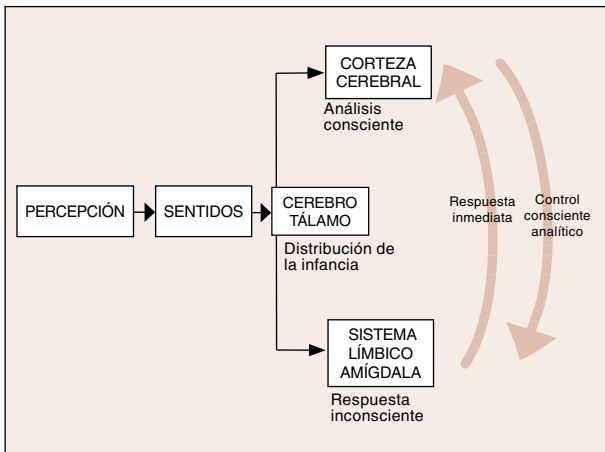 CORTEZA
CEREBRAL
Análisis
consciente
PERCEPCIÓN
SENTIDOS
CEREBRO
TÁLAMO
Distribución de
la infancia
Respuesta
inmediata
Control
consciente
analítico
SISTEMA
LÍMBICO
AMÍGDALA
Respuesta
inconsciente